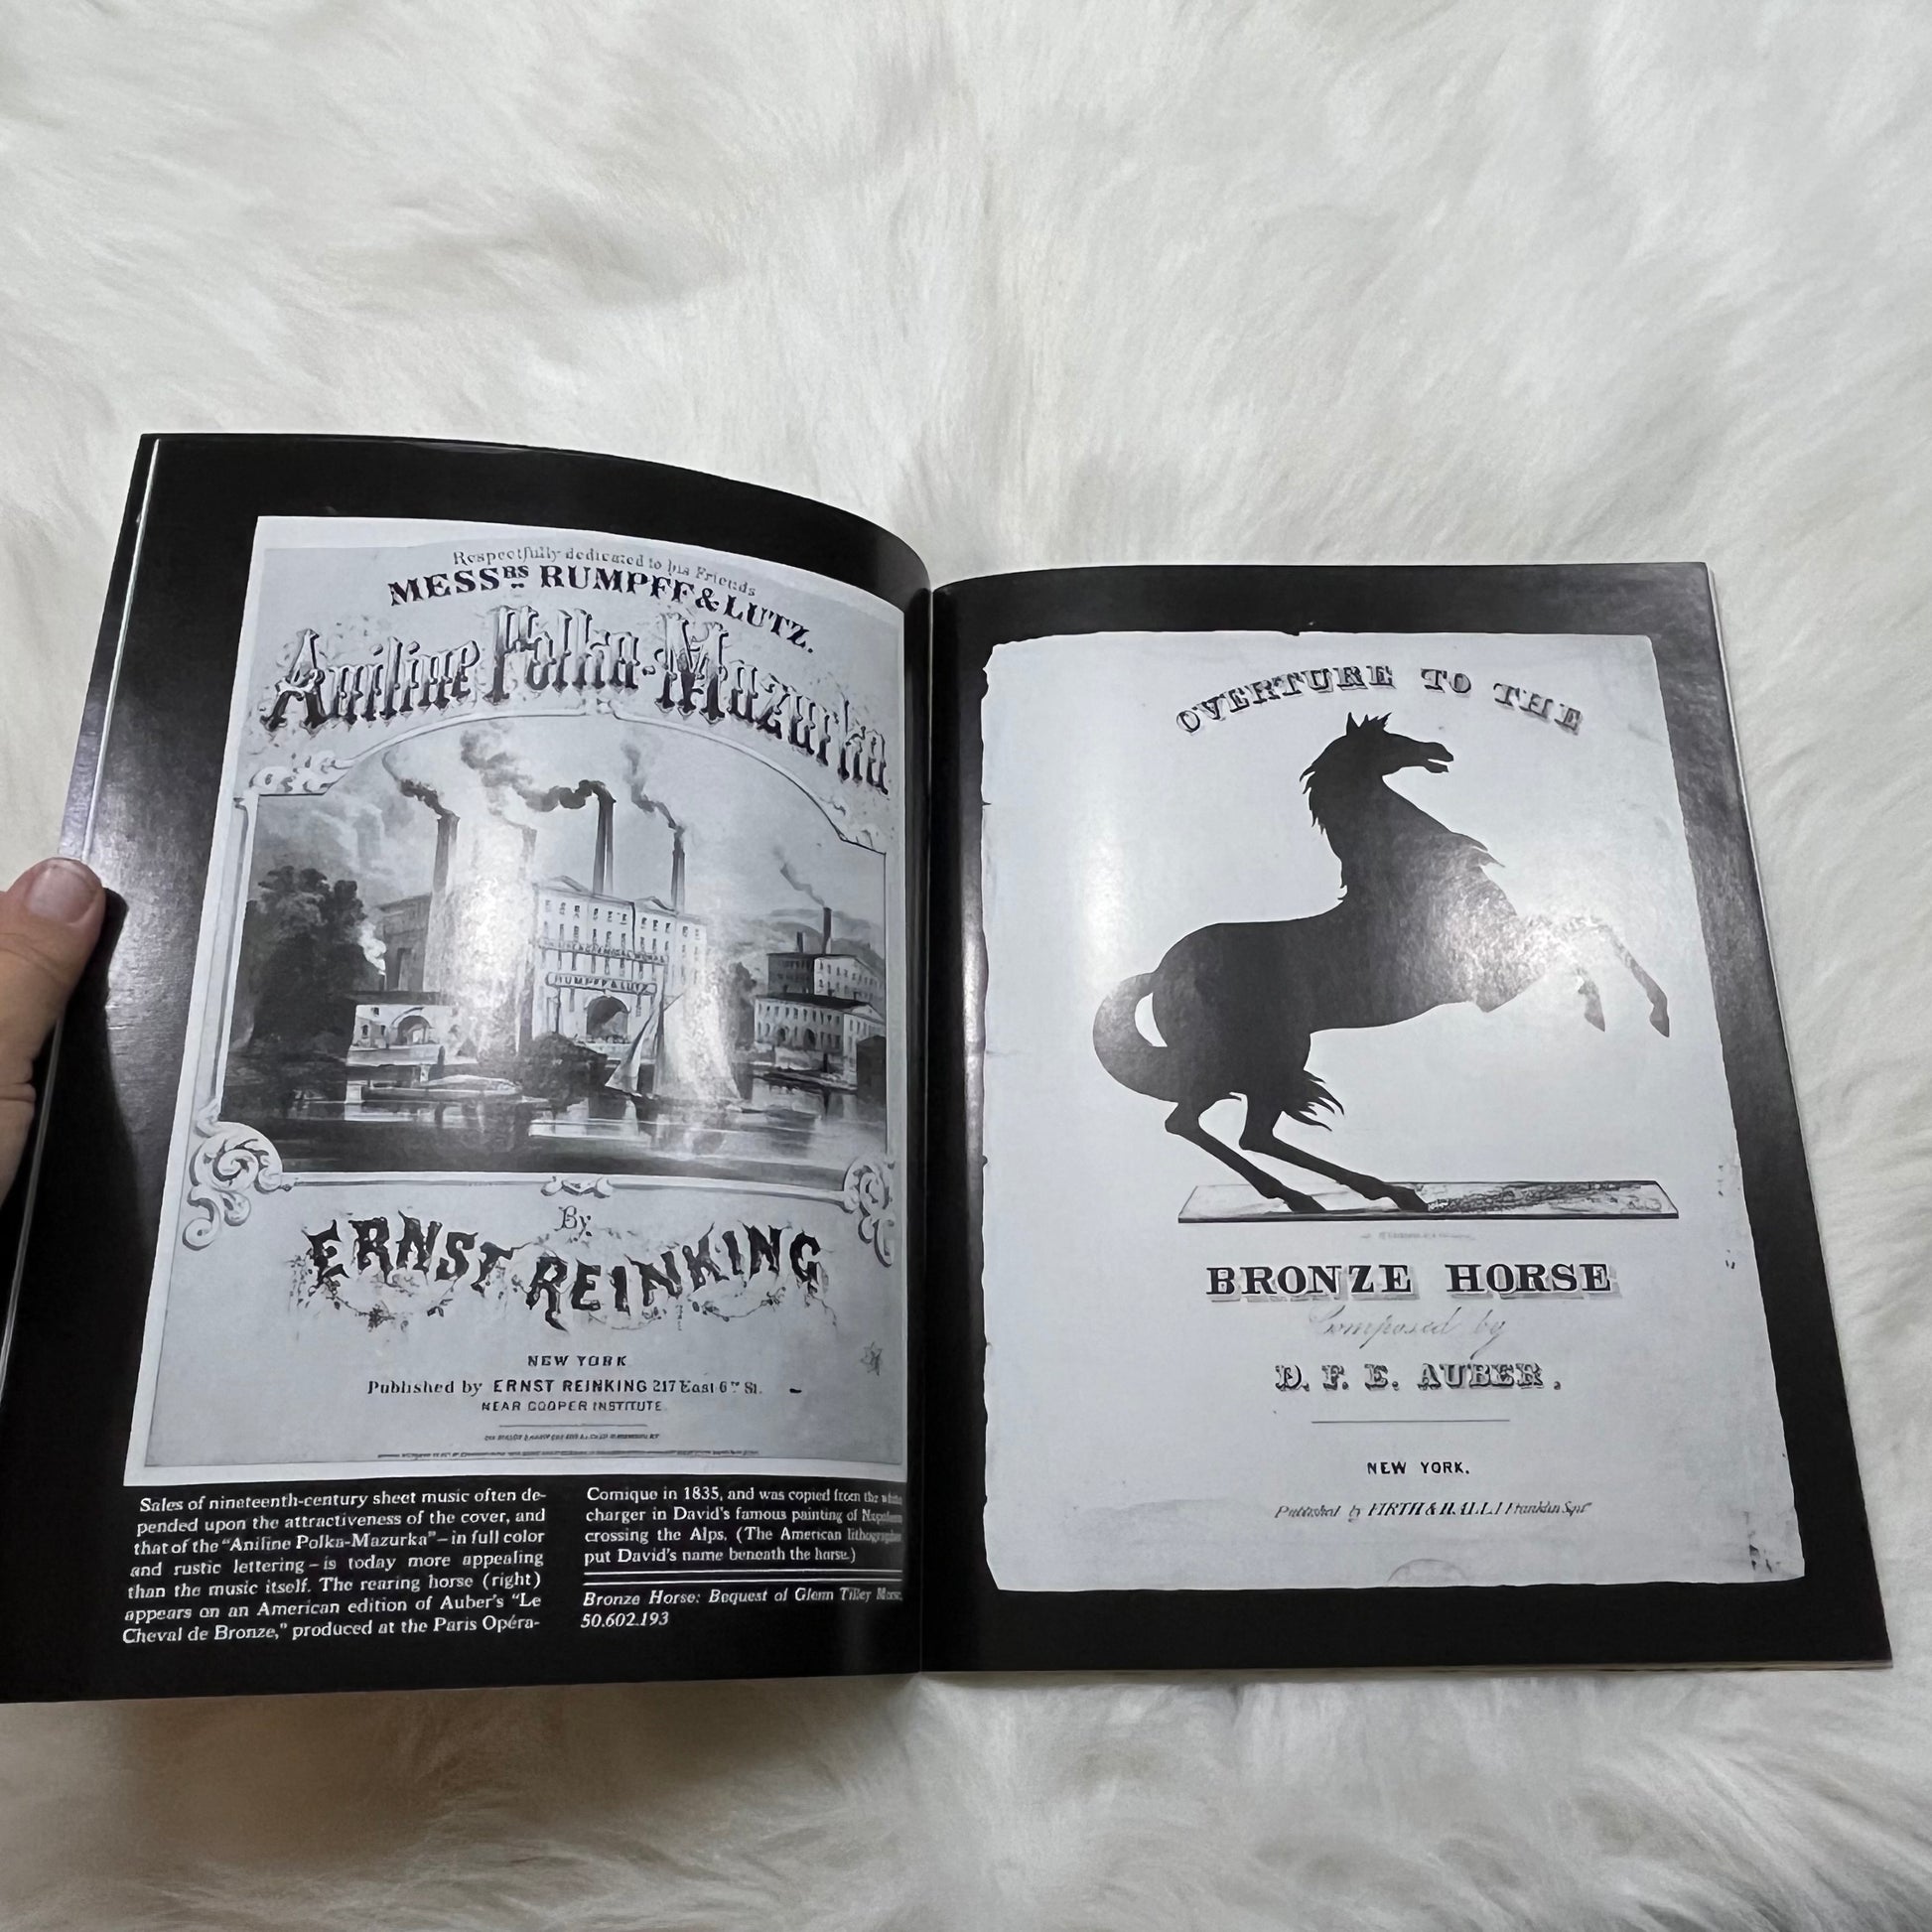 Respectfully dedicated to his Friends
MESSRS RUMPFF & LUTZ.
Aniline Polka-Mazurka
RUMPFF & LUTZ
By
ERNST REINKING
NEW YORK
Published by ERNST REINKING 217 East 6TH St.
NEAR COOPER INSTITUTE.
Sales of nineteenth-century sheet music often de-
pended upon the attractiveness of the cover, and
that of the "Aniline Polka-Mazurka"–in full color
and rustic lettering–is today more appealing
than the music itself. The rearing horse (right)
appears on an American edition of Auber's "Le
Cheval de Bronze," produced at the Paris Opéra-
Comique in 1835, and was copied from the white
charger in David's famous painting of Napoleon
crossing the Alps. (The American lithographer
put David's name beneath the horse.)
Bronze Horse: Bequest of Glenn Tilley Morse,
50.602.193
OVERTURE TO THE
BRONZE HORSE
Composed by
D. F. E. AUBER.
NEW YORK.
Published by FIRTH & HALL 1 Franklin Sqre